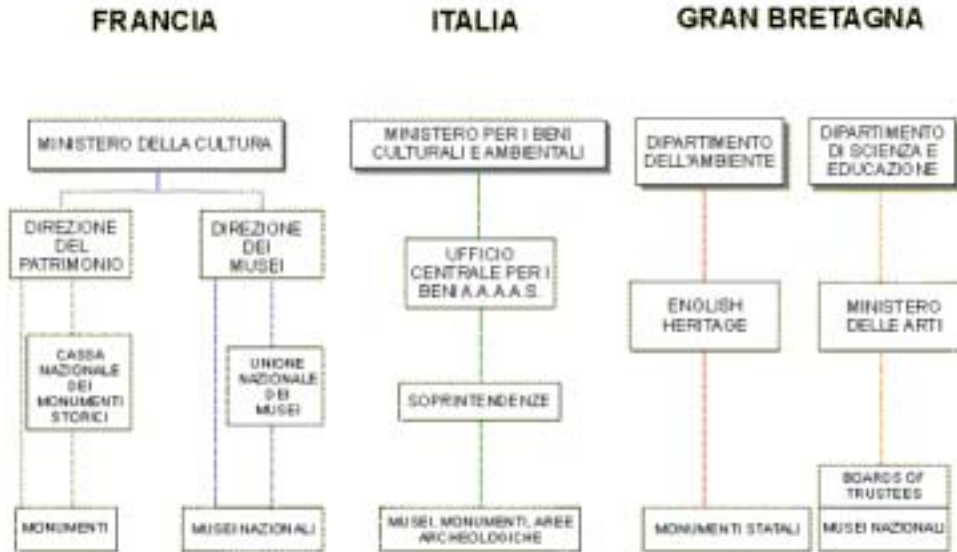 FRANCIA
ITALIA
GRAN BRETAGNA
MINISTERO DELLA CULTURA
DIREZIONE
DEL
PATRIMONIO
DIREZIONE
DEI
MUSEI
CASSA
NAZIONALE
DEI
MONUMENTI
STORICI
UNIONE
NAZIONALE
DEI
MUSEI
MONUMENTI
MUSEI NAZIONALI
MINISTERO PER I BENI
CULTURALI E AMBIENTALI
UFFICIO
CENTRALE PER I
BENI A.A.A.A.S.
SOPRINTENDENZE
MUSEI, MONUMENTI, AREE
ARCHEOLOGICHE
DIPARTIMENTO
DELL'AMBIENTE
ENGLISH
HERITAGE
MONUMENTI STATALI
DIPARTIMENTO
DI SCIENZA E
EDUCAZIONE
MINISTERO
DELLE ARTI
BOARDS OF
TRUSTEES
MUSEI NAZIONALI